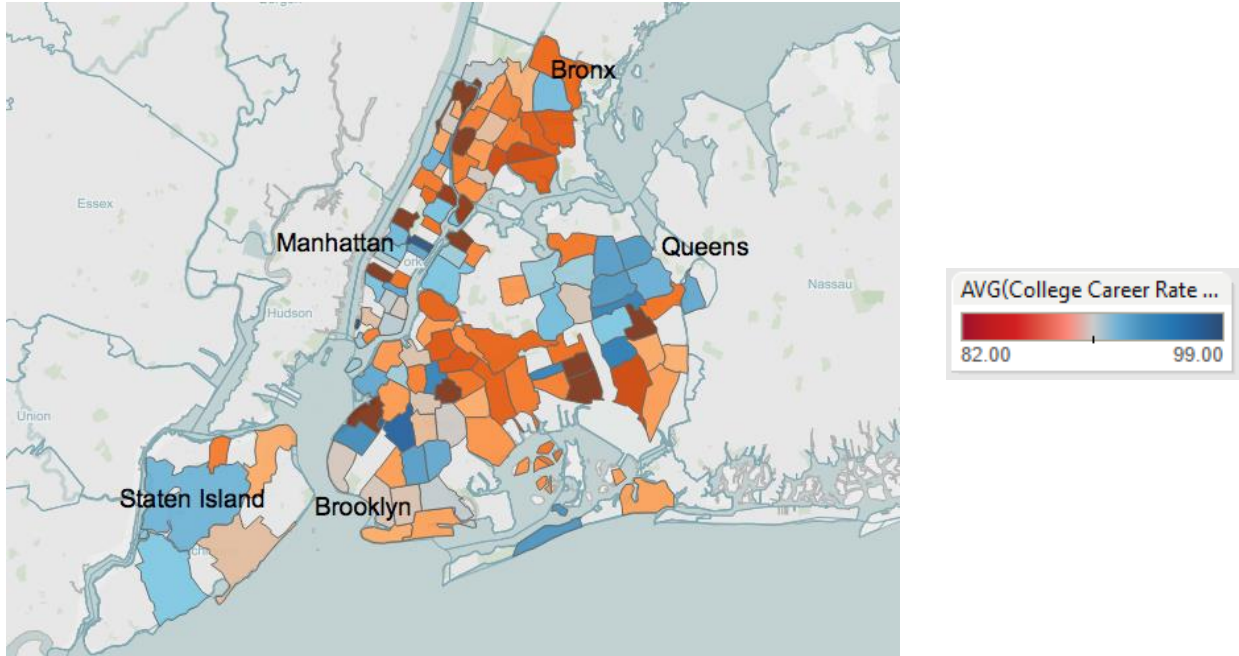 Bronx
Essex
Manhattan
Queens
Nassau
Hudson
Union
Staten Island
Brooklyn
AVG(College Career Rate ...
82.00
99.00